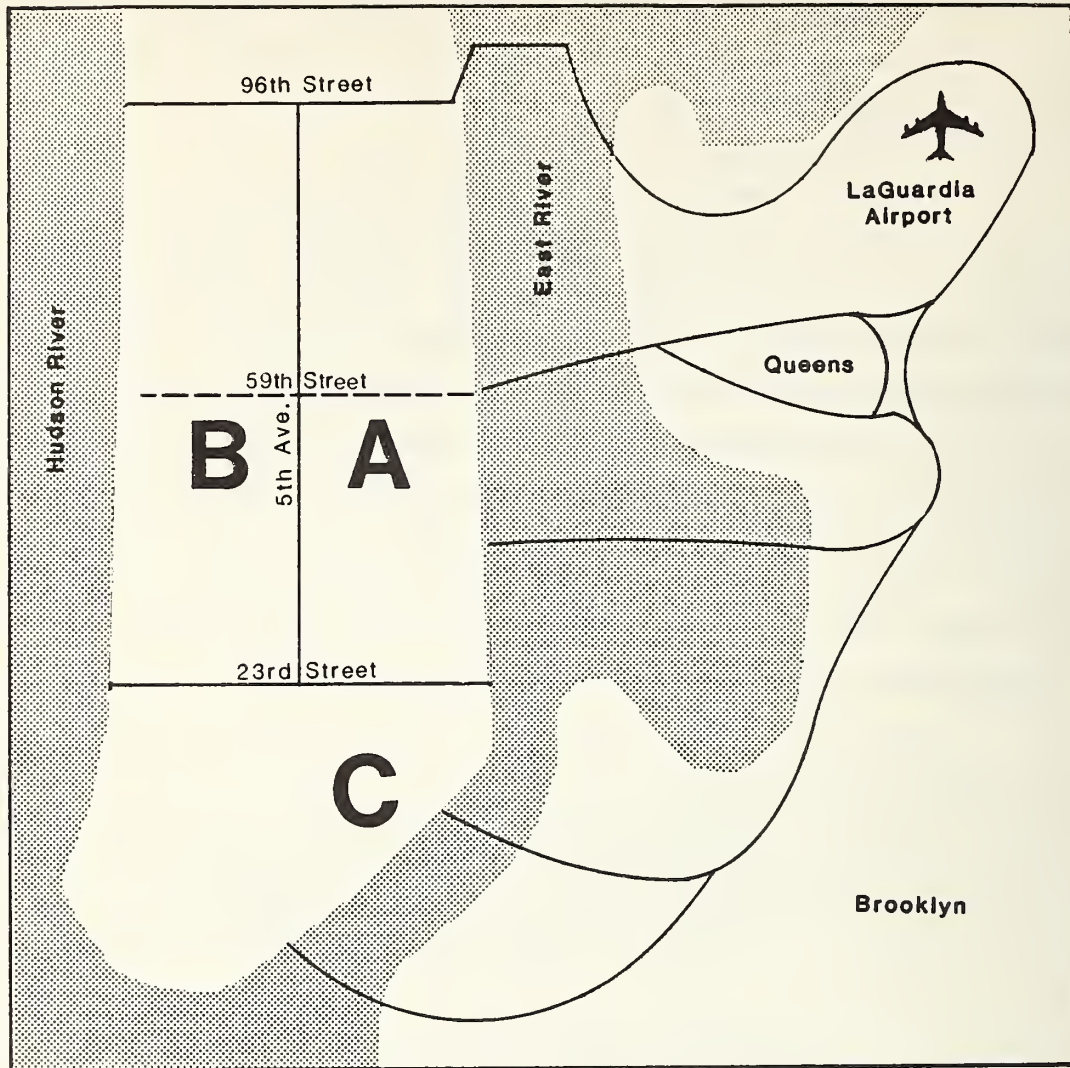 96th Street
LaGuardia
Airport
East River
Hudson River
59th Street
Queens
B
A
5th Ave.
23rd Street
C
Brooklyn